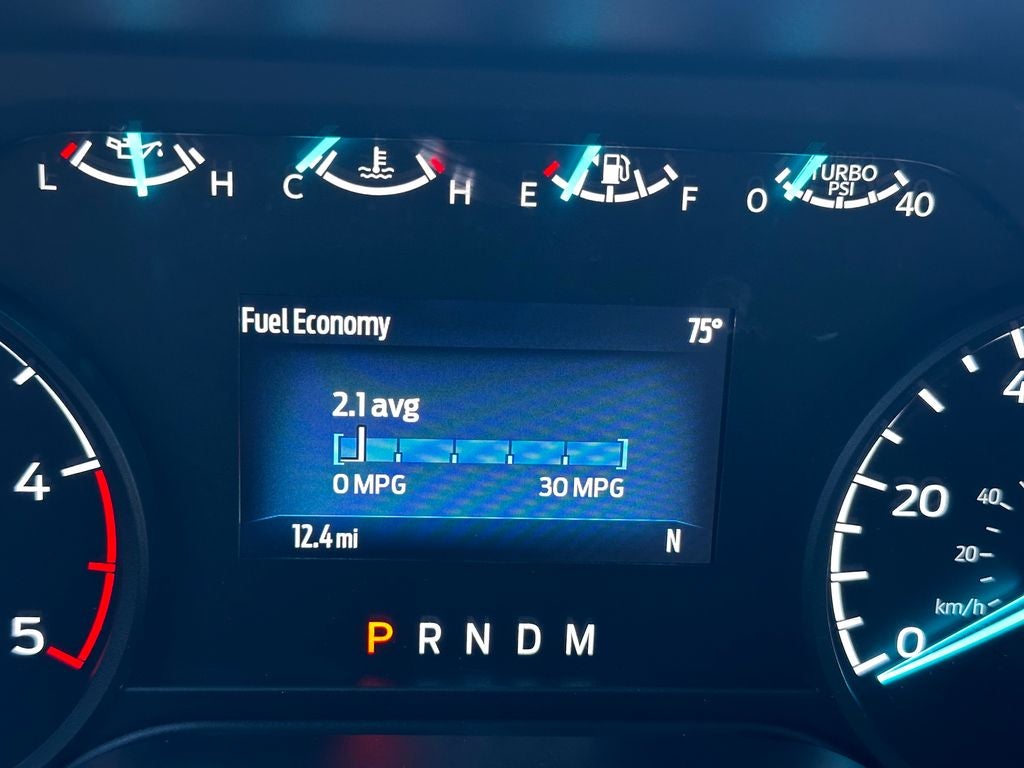 L H C H E F 0 TURBO PSI 40
Fuel Economy 75°
2.1 avg
0 MPG 30 MPG
12.4 mi N
P R N D M
4
5
20
0
40
20
km/h